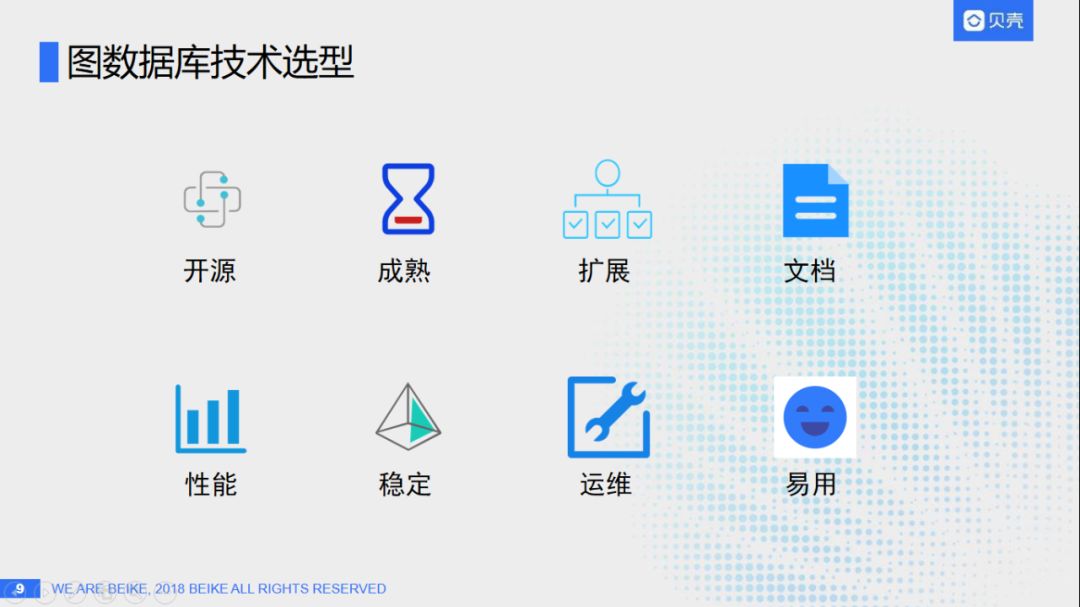 贝壳
图数据库技术选型
开源
成熟
扩展
文档
性能
稳定
运维
易用
9
WE ARE BEIKE, 2018 BEIKE ALL RIGHTS RESERVED